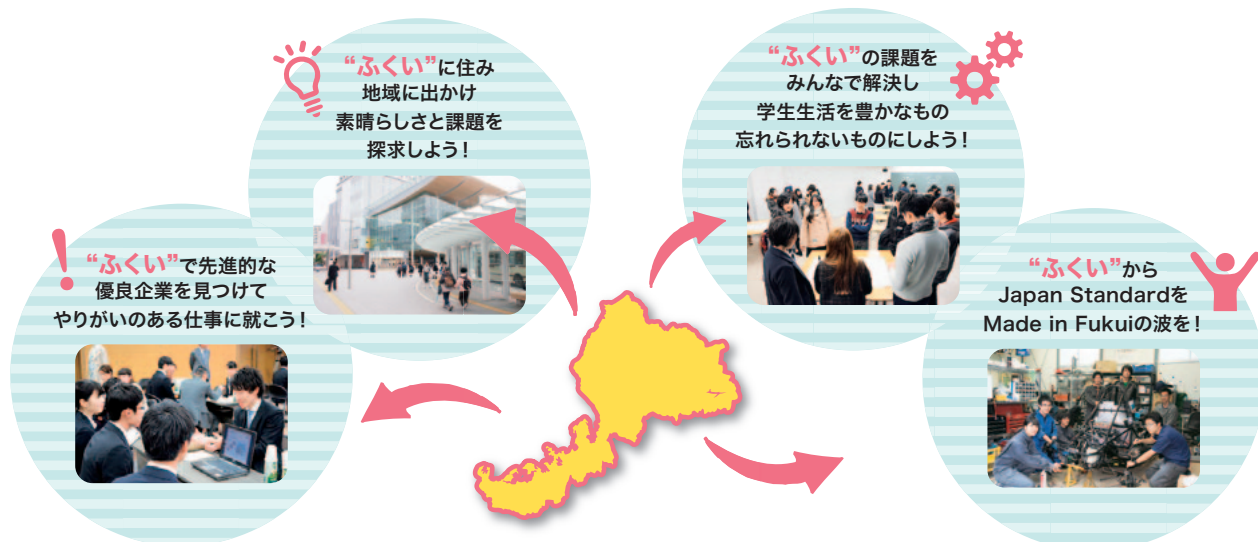 “ふくい”に住み
地域に出かけ
素晴らしさと課題を
探求しよう！
“ふくい”の課題を
みんなで解決し
学生生活を豊かなもの
忘れられないものにしよう！
“ふくい”で先進的な
優良企業を見つけて
やりがいのある仕事に就こう！
“ふくい”から
Japan Standardを
Made in Fukuiの波を！